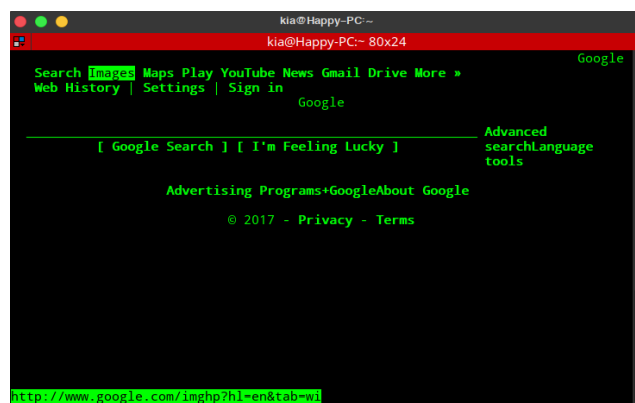 kia@Happy-PC:~
kia@Happy-PC:~ 80x24
Google
Search Images Maps Play YouTube News Gmail Drive More »
Web History | Settings | Sign in
Google
Advanced
[ Google Search ] [ I'm Feeling Lucky ] searchLanguage
tools
Advertising Programs+GoogleAbout Google
© 2017 - Privacy - Terms
http://www.google.com/imghp?hl=en&tab=wi